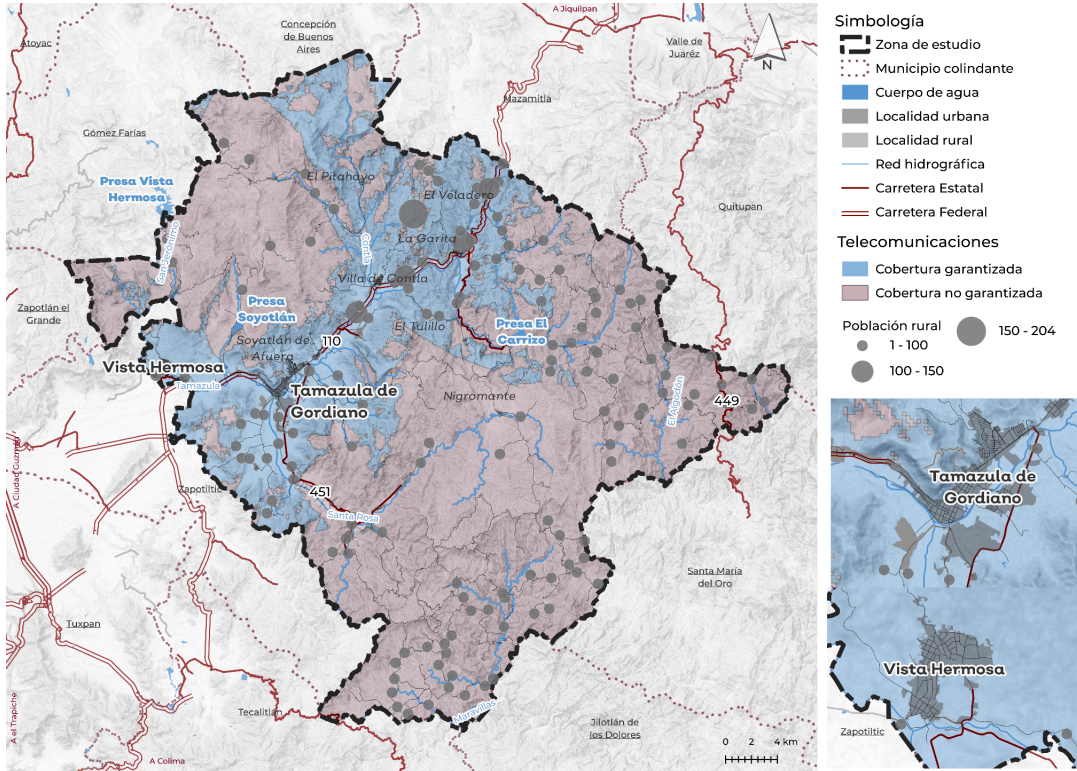 A Jiquilpan
Concepción
de Buenos
Aires
Atoyac
Valle de
Juaréz
N
Mazamitla
Gómez Farías
El Pitahayo
Presa Vista
Hermosa
El Veladero
Quitupan
La Garita
Contla
San Jerónimo
Villa de Contla
Zapotlán el
Grande
Presa
Soyotlán
El Tulillo
Presa El
Carrizo
110
Soyatlán de
Afuera
Vista Hermosa
Tamazula
Tamazula de
Gordiano
Nigromante
El Algodón
449
A Ciudad Guzmán
Zapotiltic
451
Santa Rosa
Santa María
del Oro
Tuxpan
A el Trapiche
Tecalitlán
Maravillas
Jilotlán de
los Dolores
A Colima
0 2 4 km
Simbología
Zona de estudio
Municipio colindante
Cuerpo de agua
Localidad urbana
Localidad rural
Red hidrográfica
Carretera Estatal
Carretera Federal
Telecomunicaciones
Cobertura garantizada
Cobertura no garantizada
Población rural
1 - 100
100 - 150
150 - 204
Tamazula de
Gordiano
Vista Hermosa
Zapotiltic